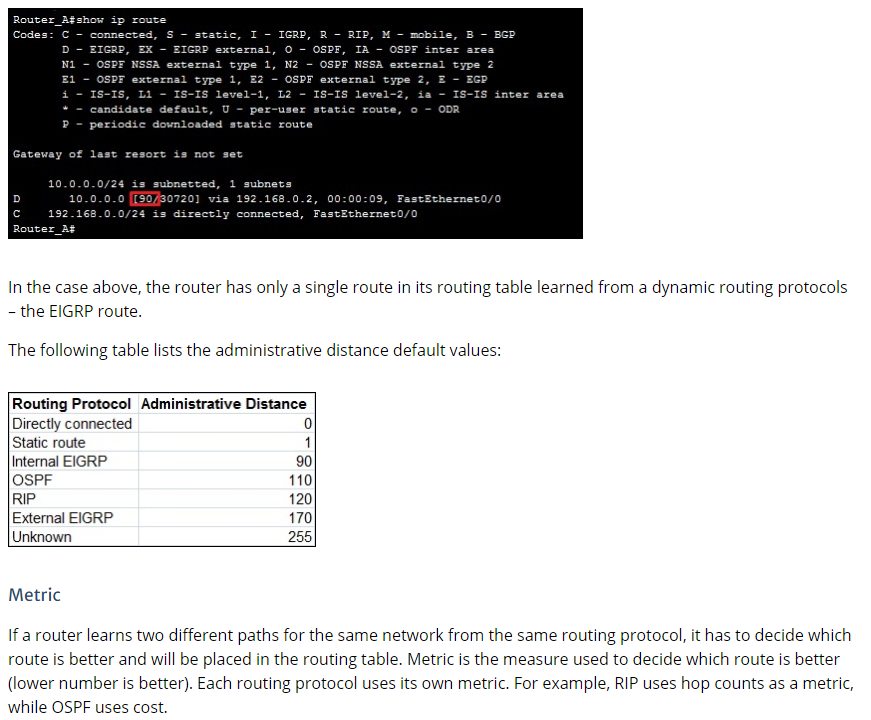 Router_A#show ip route
Codes: C - connected, S - static, I - IGRP, R - RIP, M - mobile, B - BGP
D - EIGRP, EX - EIGRP external, O - OSPF, IA - OSPF inter area
N1 - OSPF NSSA external type 1, N2 - OSPF NSSA external type 2
E1 - OSPF external type 1, E2 - OSPF external type 2, E - EGP
i - IS-IS, L1 - IS-IS level-1, L2 - IS-IS level-2, ia - IS-IS inter area
* - candidate default, U - per-user static route, o - ODR
P - periodic downloaded static route
Gateway of last resort is not set
10.0.0.0/24 is subnetted, 1 subnets
D 10.0.0.0 [90/30720] via 192.168.0.2, 00:00:09, FastEthernet0/0
C 192.168.0.0/24 is directly connected, FastEthernet0/0
Router_A#
In the case above, the router has only a single route in its routing table learned from a dynamic routing protocols
– the EIGRP route.
The following table lists the administrative distance default values:
Routing Protocol Administrative Distance
Directly connected 0
Static route 1
Internal EIGRP 90
OSPF 110
RIP 120
External EIGRP 170
Unknown 255
Metric
If a router learns two different paths for the same network from the same routing protocol, it has to decide which
route is better and will be placed in the routing table. Metric is the measure used to decide which route is better
(lower number is better). Each routing protocol uses its own metric. For example, RIP uses hop counts as a metric,
while OSPF uses cost.